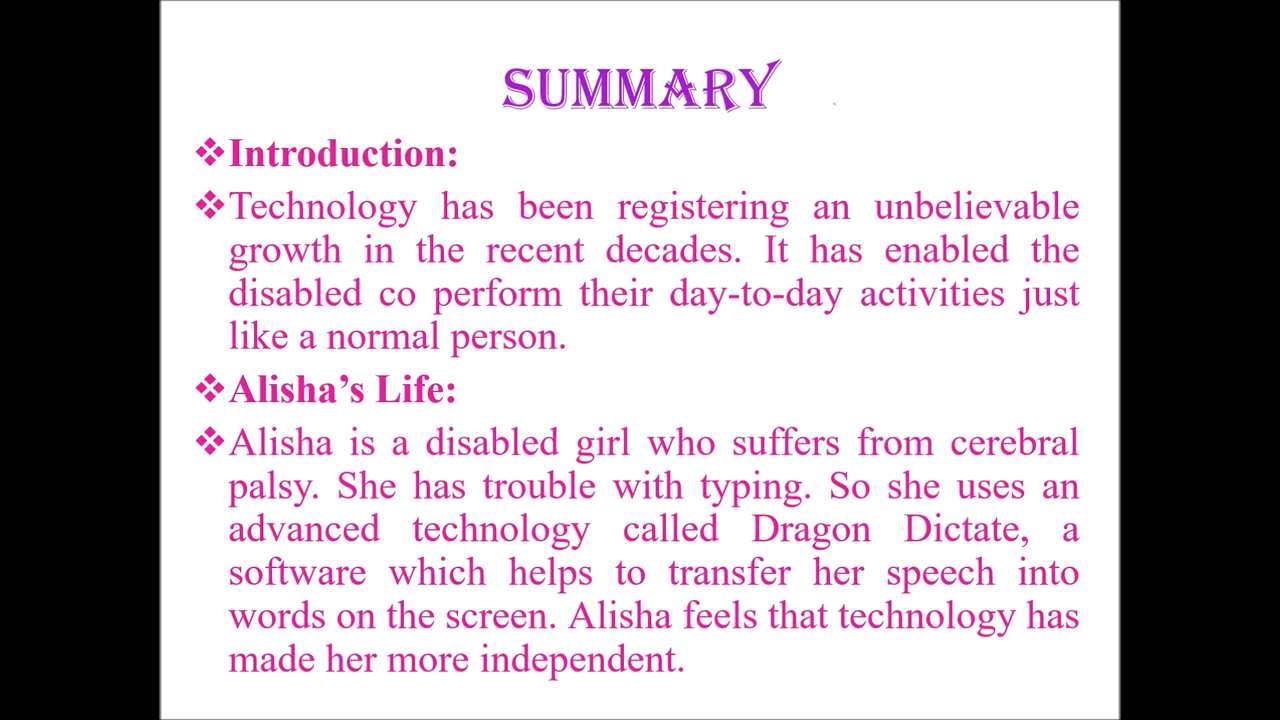 SUMMARY
❖Introduction:
❖Technology has been registering an unbelievable
growth in the recent decades. It has enabled the
disabled co perform their day-to-day activities just
like a normal person.
❖Alisha’s Life:
❖Alisha is a disabled girl who suffers from cerebral
palsy. She has trouble with typing. So she uses an
advanced technology called Dragon Dictate, a
software which helps to transfer her speech into
words on the screen. Alisha feels that technology has
made her more independent.